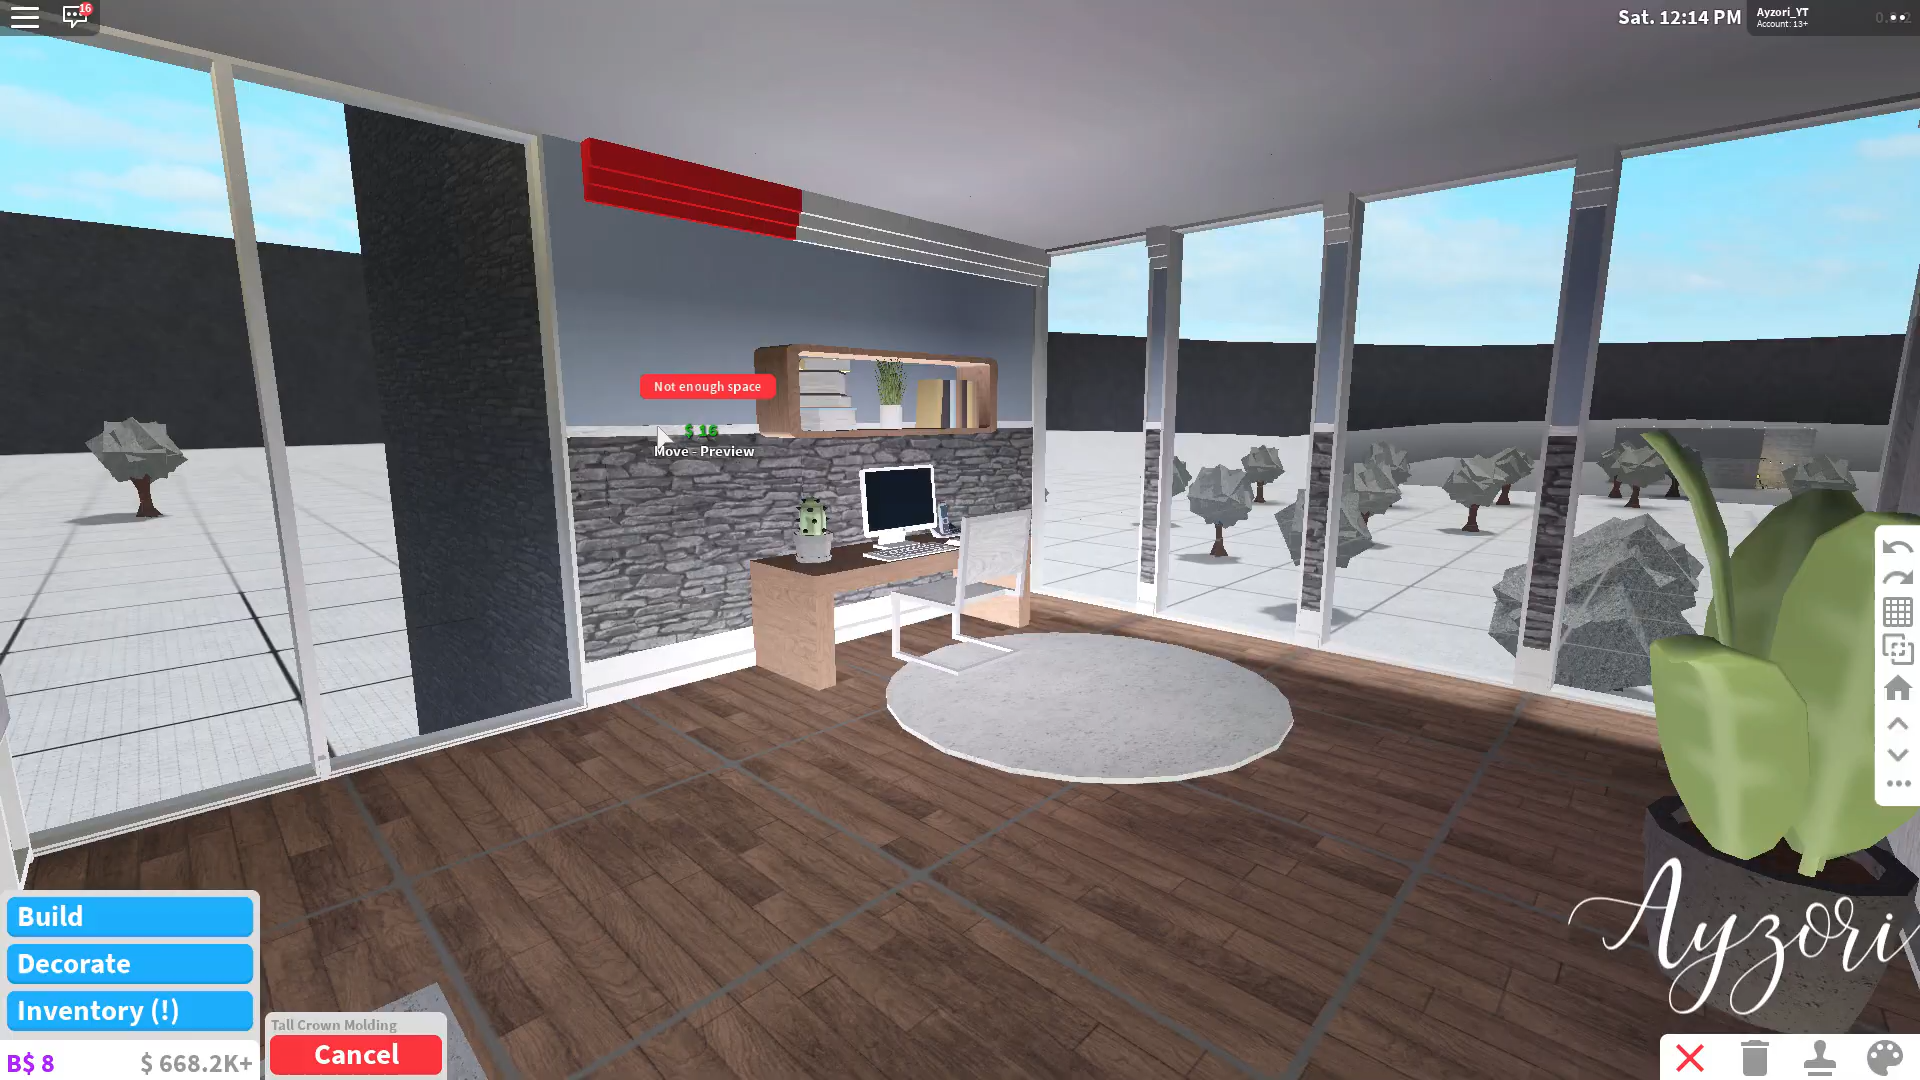 16
Sat. 12:14 PM
Ayzori_YT
Account: 13+
Not enough space
$ 16
Move - Preview
Build
Decorate
Inventory (!)
B$ 8
$ 668.2K+
Tall Crown Molding
Cancel
Ayzori